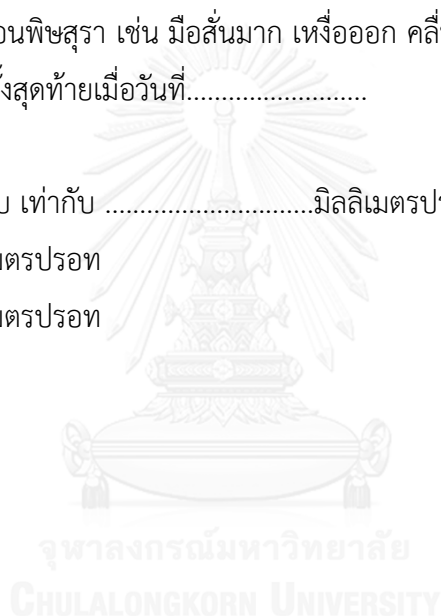 อนพิษสุรา เช่น มือสั่นมาก เหงื่อออก คลื่
ั้งสุดท้ายเมื่อวันที่..........................
บ เท่ากับ ..............................มิลลิเมตรปร
มตรปรอท
มตรปรอท
จุฬาลงกรณ์มหาวิทยาลัย
CHULALONGKORN UNIVERSITY